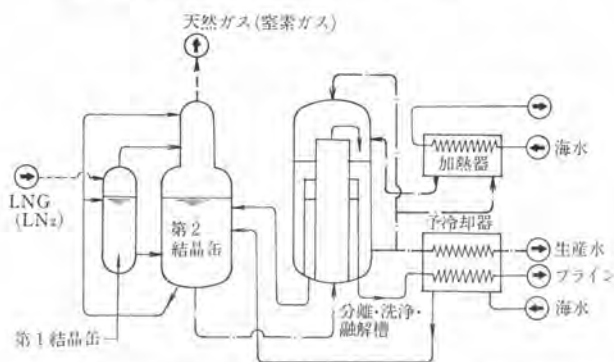 天然ガス(窒素ガス)
加熱器
海水
LNG
(LN₂)
予冷却器
第2
結晶缶
生産水
ブライン
海水
分離・洗浄・
融解槽
第1結晶缶